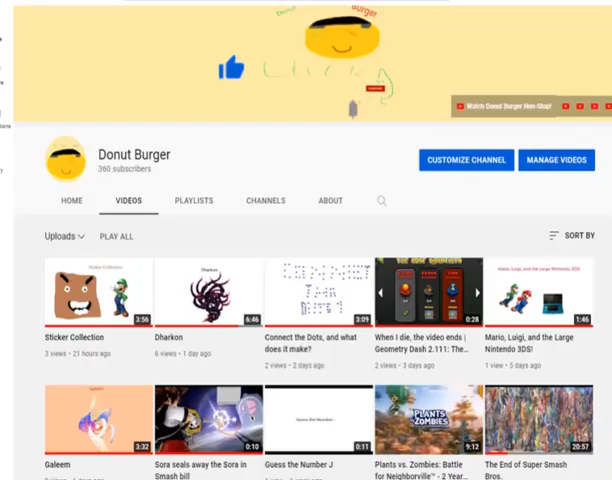 Donut Burger
Click
Watch Donut Burger Non-Stop!
Donut Burger
360 subscribers
CUSTOMIZE CHANNEL
MANAGE VIDEOS
HOME VIDEOS PLAYLISTS CHANNELS ABOUT
Uploads PLAY ALL SORT BY
Sticker Collection
3:56
Dharkon
6:46
CONNECT
THE
DOTS
3:09
0:28
Mario, Luigi, and the Large Nintendo 3DS
1:46
Sticker Collection
3 views • 21 hours ago
Dharkon
6 views • 1 day ago
Connect the Dots, and what
does it make?
2 views • 2 days ago
When I die, the video ends |
Geometry Dash 2.111: The...
2 views • 3 days ago
Mario, Luigi, and the Large
Nintendo 3DS!
1 view • 5 days ago
Galeem
3:32
0:10
Guess the Number
0:11
PLANTS
ZOMBIES
9:12
20:57
Galeem
Sora seals away the Sora in
Smash bill
Guess the Number J
Plants vs. Zombies: Battle
for Neighborville™ - 2 Year...
The End of Super Smash
Bros.